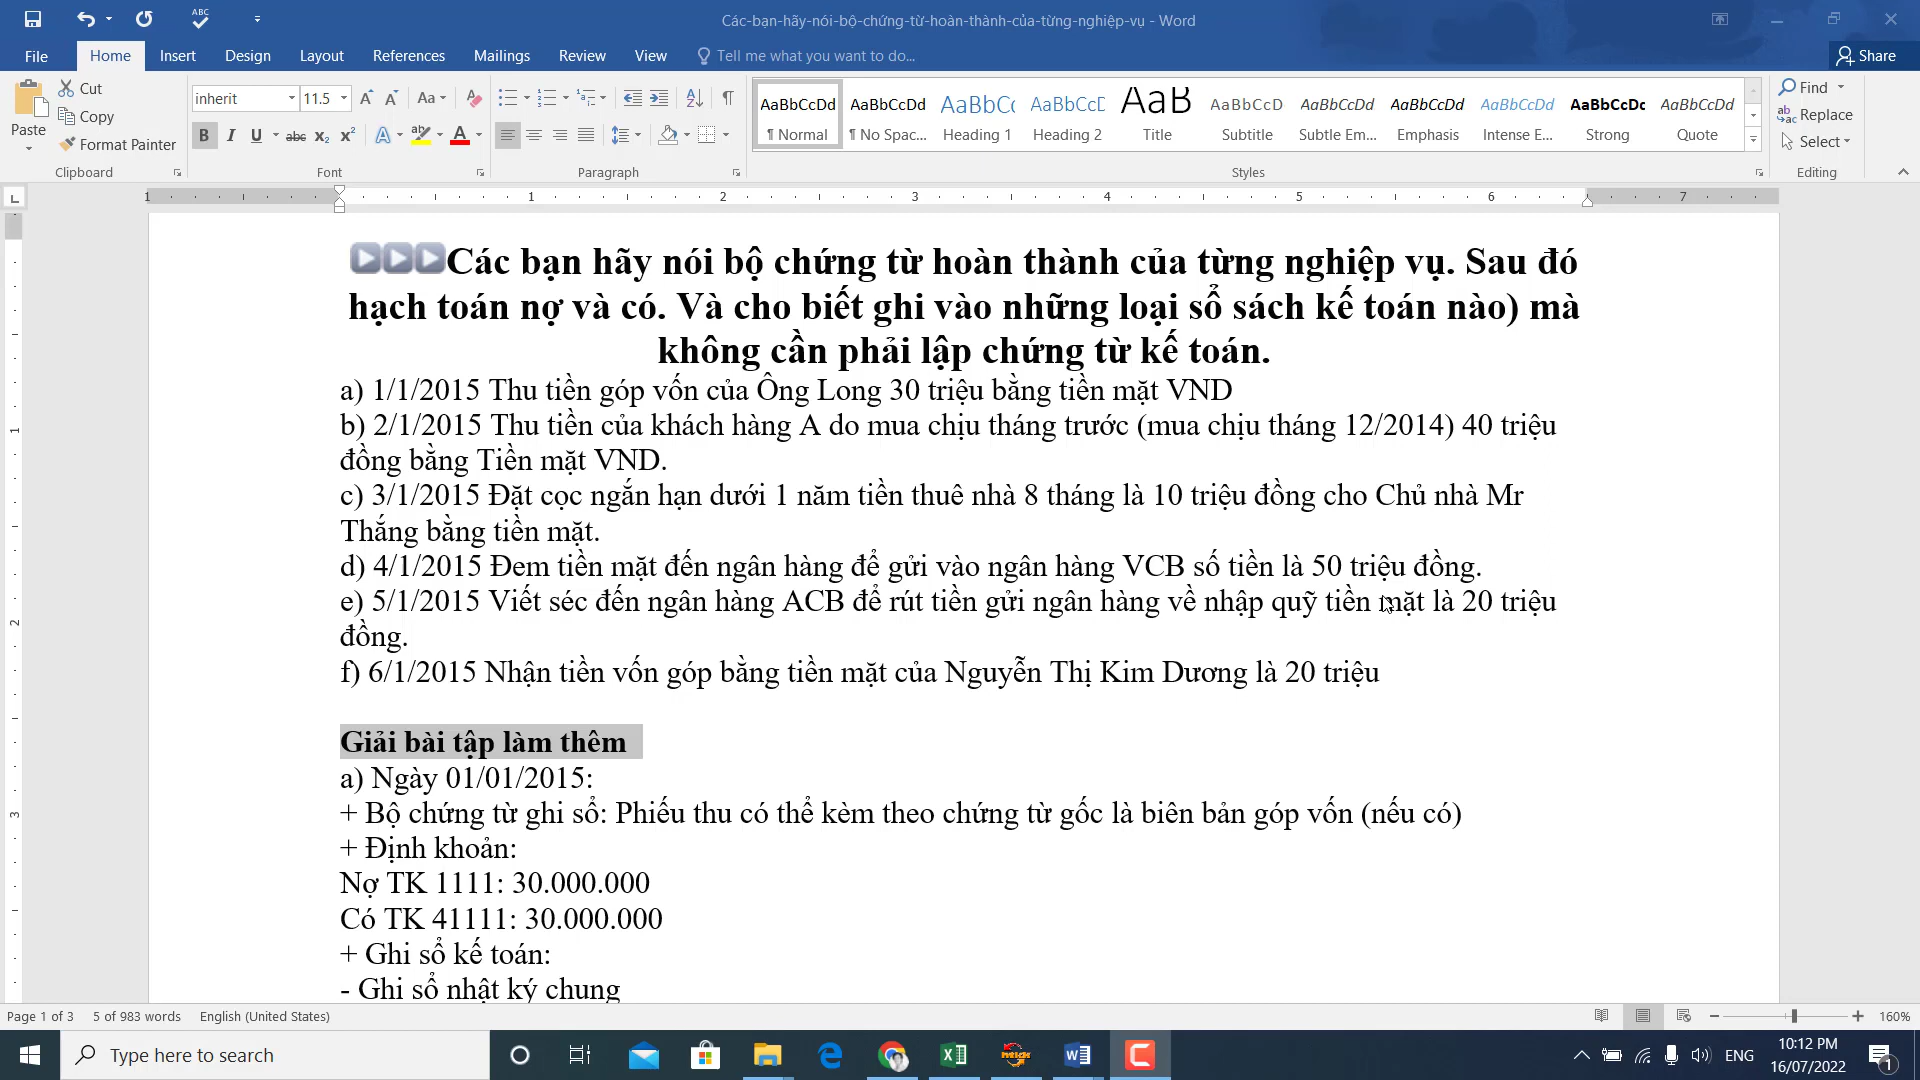 ABC
Các-bạn-hãy-nói-bộ-chứng-từ-hoàn-thành-của-từng-nghiệp-vụ - Word
File Home Insert Design Layout References Mailings Review View Tell me what you want to do... Share
Paste Cut Copy Format Painter Clipboard
inherit 11.5 Aa Font
Paragraph
AaBbCcDd AaBbCcDd AaBbCc AaBbCcD AaB AaBbCcD AaBbCcDd AaBbCcDd AaBbCcDd AaBbCcDc AaBbCcDd
¶ Normal ¶ No Spac... Heading 1 Heading 2 Title Subtitle Subtle Em... Emphasis Intense E... Strong Quote
Styles
Find Replace Select Editing
1 1 2 3 4 5 6 7
Các bạn hãy nói bộ chứng từ hoàn thành của từng nghiệp vụ. Sau đó
hạch toán nợ và có. Và cho biết ghi vào những loại sổ sách kế toán nào) mà
không cần phải lập chứng từ kế toán.
a) 1/1/2015 Thu tiền góp vốn của Ông Long 30 triệu bằng tiền mặt VND
b) 2/1/2015 Thu tiền của khách hàng A do mua chịu tháng trước (mua chịu tháng 12/2014) 40 triệu
đồng bằng Tiền mặt VND.
c) 3/1/2015 Đặt cọc ngắn hạn dưới 1 năm tiền thuê nhà 8 tháng là 10 triệu đồng cho Chủ nhà Mr
Thắng bằng tiền mặt.
d) 4/1/2015 Đem tiền mặt đến ngân hàng để gửi vào ngân hàng VCB số tiền là 50 triệu đồng.
e) 5/1/2015 Viết séc đến ngân hàng ACB để rút tiền gửi ngân hàng về nhập quỹ tiền mặt là 20 triệu
đồng.
f) 6/1/2015 Nhận tiền vốn góp bằng tiền mặt của Nguyễn Thị Kim Dương là 20 triệu
Giải bài tập làm thêm
a) Ngày 01/01/2015:
+ Bộ chứng từ ghi sổ: Phiếu thu có thể kèm theo chứng từ gốc là biên bản góp vốn (nếu có)
+ Định khoản:
Nợ TK 1111: 30.000.000
Có TK 41111: 30.000.000
+ Ghi sổ kế toán:
- Ghi sổ nhật ký chung
Page 1 of 3 5 of 983 words English (United States) 160%
Type here to search
ENG
10:12 PM
16/07/2022
1